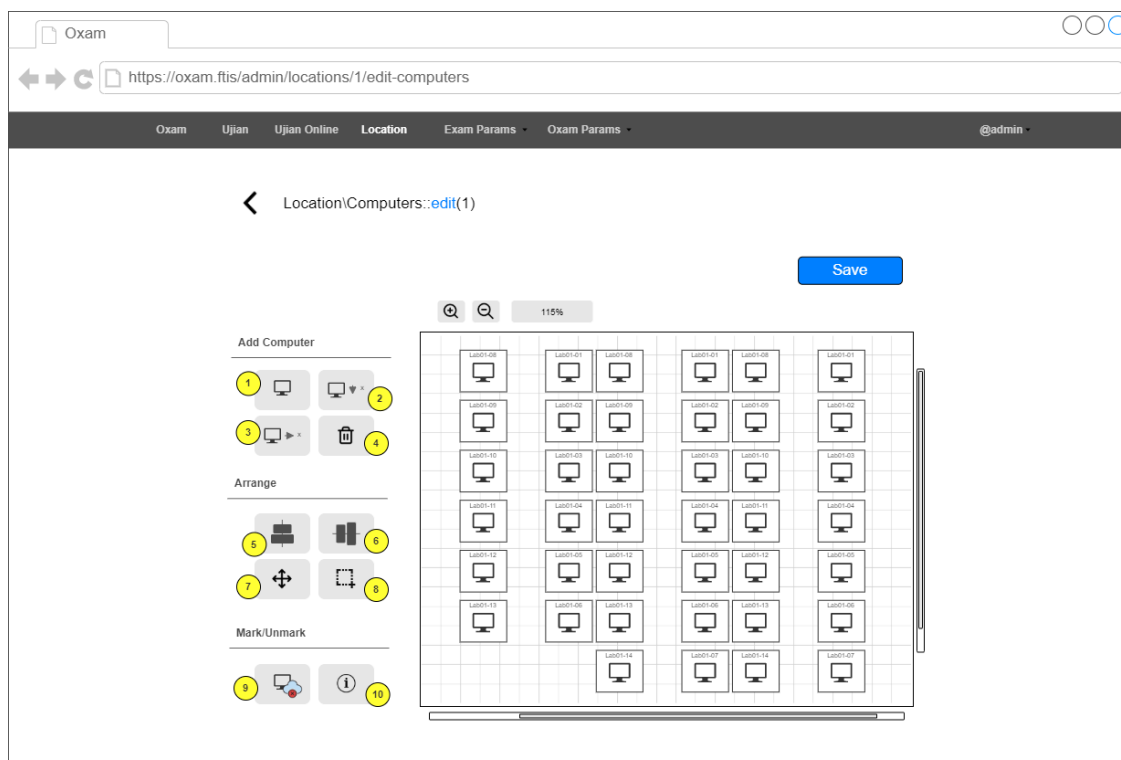 Oxam
https://oxam.ftis/admin/locations/1/edit-computers
Oxam Ujian Ujian Online Location Exam Params Oxam Params @admin
Location\Computers::edit(1)
Save
115%
Add Computer
1
x
2
3
x
4
Arrange
5
6
7
8
Mark/Unmark
9
10
Lab01-08 Lab01-01 Lab01-08 Lab01-01 Lab01-08 Lab01-01
Lab01-09 Lab01-02 Lab01-09 Lab01-02 Lab01-09 Lab01-02
Lab01-10 Lab01-03 Lab01-10 Lab01-03 Lab01-10 Lab01-03
Lab01-11 Lab01-04 Lab01-11 Lab01-04 Lab01-11 Lab01-04
Lab01-12 Lab01-05 Lab01-12 Lab01-05 Lab01-12 Lab01-05
Lab01-13 Lab01-06 Lab01-13 Lab01-06 Lab01-13 Lab01-06
Lab01-14 Lab01-07 Lab01-14 Lab01-07